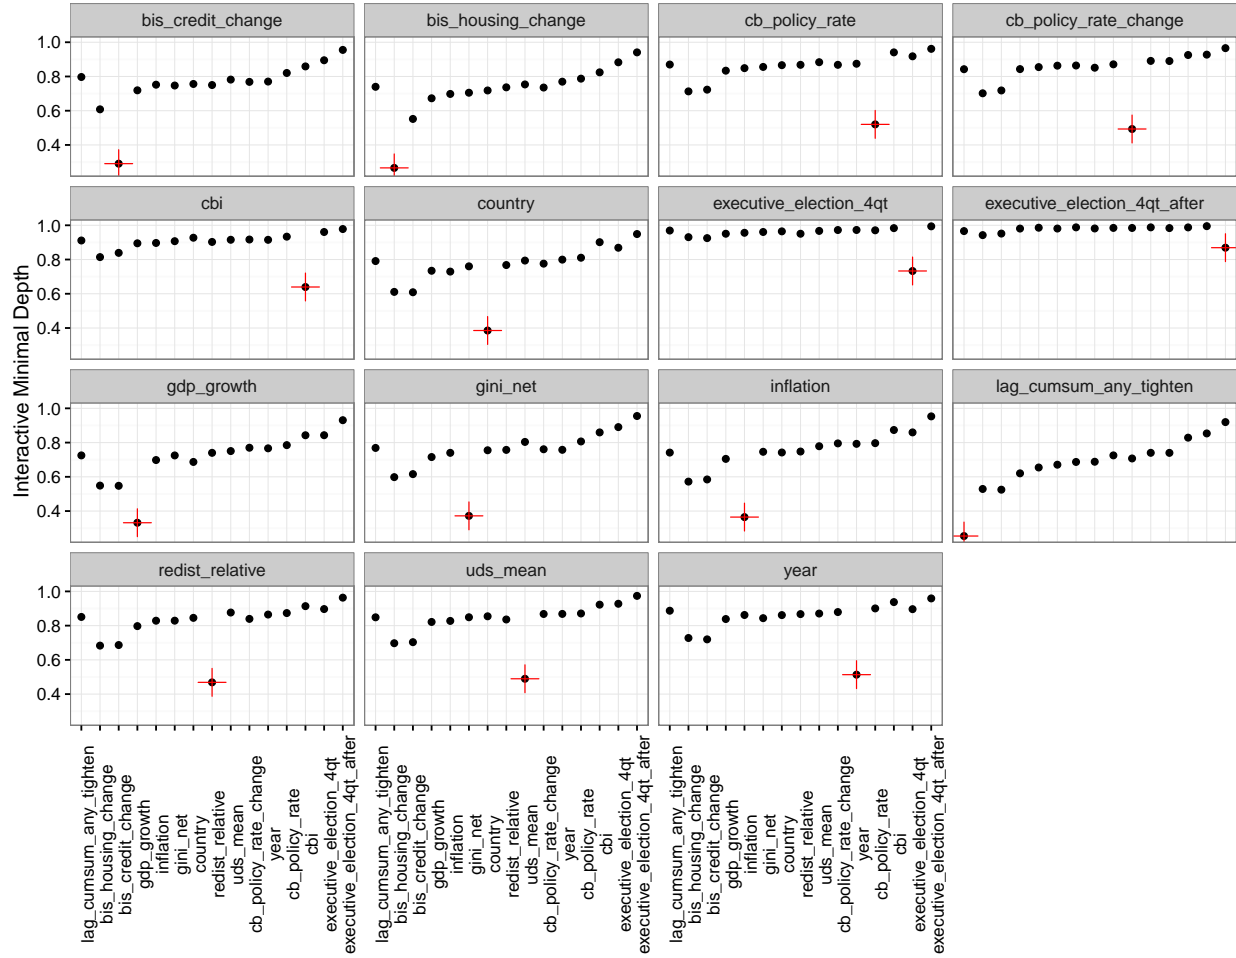 bis_credit_change bis_housing_change cb_policy_rate cb_policy_rate_change
1.0
0.8
0.6
0.4
cbi country executive_election_4qt executive_election_4qt_after
1.0
0.8
0.6
0.4
Interactive Minimal Depth
gdp_growth gini_net inflation lag_cumsum_any_tighten
1.0
0.8
0.6
0.4
redist_relative uds_mean year
1.0
0.8
0.6
0.4
lag_cumsum_any_tighten
bis_housing_change
bis_credit_change
gdp_growth
inflation
gini_net
country
redist_relative
uds_mean
cb_policy_rate_change
year
cb_policy_rate
cbi
executive_election_4qt
executive_election_4qt_after
lag_cumsum_any_tighten
bis_housing_change
bis_credit_change
gdp_growth
inflation
gini_net
country
redist_relative
uds_mean
cb_policy_rate_change
year
cb_policy_rate
cbi
executive_election_4qt
executive_election_4qt_after
lag_cumsum_any_tighten
bis_housing_change
bis_credit_change
gdp_growth
inflation
gini_net
country
redist_relative
uds_mean
cb_policy_rate_change
year
cb_policy_rate
cbi
executive_election_4qt
executive_election_4qt_after